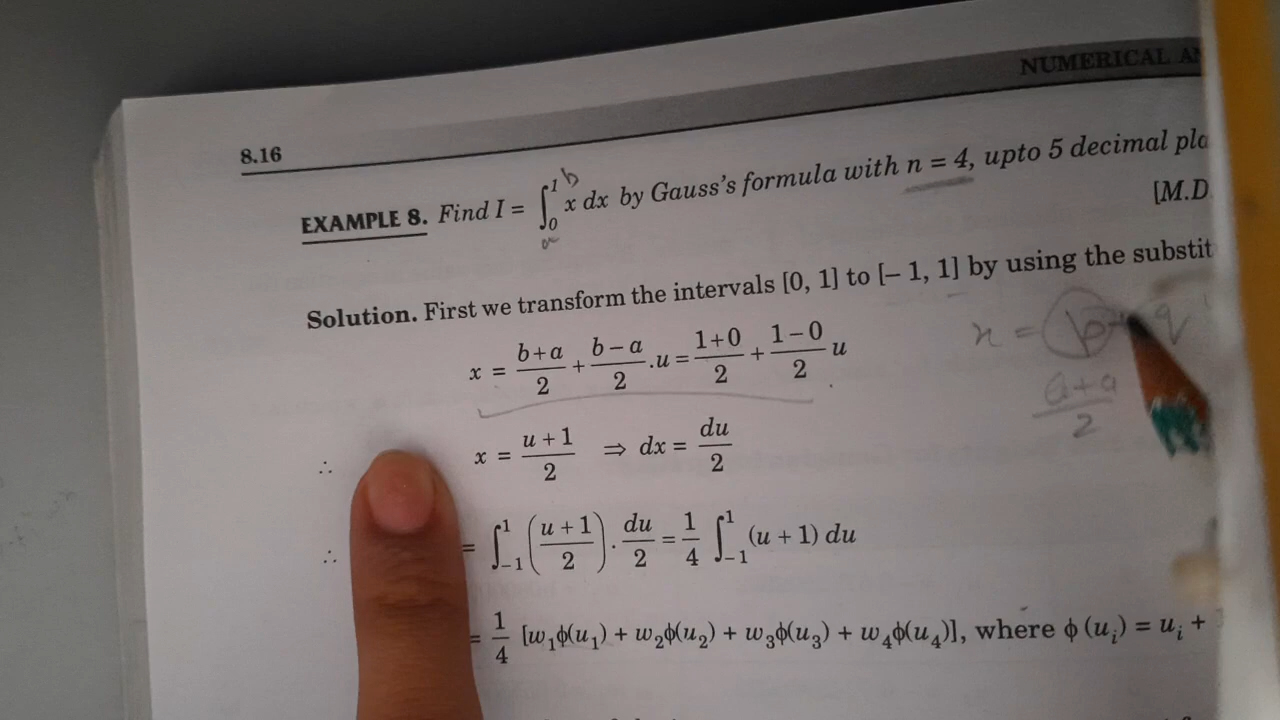 NUMERICAL
8.16
EXAMPLE 8. Find I = ∫₀¹ x dx by Gauss's formula with n = 4, upto 5 decimal
b
a
[M.D
Solution. First we transform the intervals [0, 1] to [– 1, 1] by using the
x = (b + a)/2 + (b – a)/2 .u = (1+0)/2 + (1–0)/2 u
∴ x = (u + 1)/2 ⇒ dx = du/2
∴ = ∫₋₁¹ ((u + 1)/2) . du/2 = 1/4 ∫₋₁¹ (u + 1) du
= 1/4 [w₁ϕ(u₁) + w₂ϕ(u₂) + w₃ϕ(u₃) + w₄ϕ(u₄)], where ϕ (uᵢ) = uᵢ +